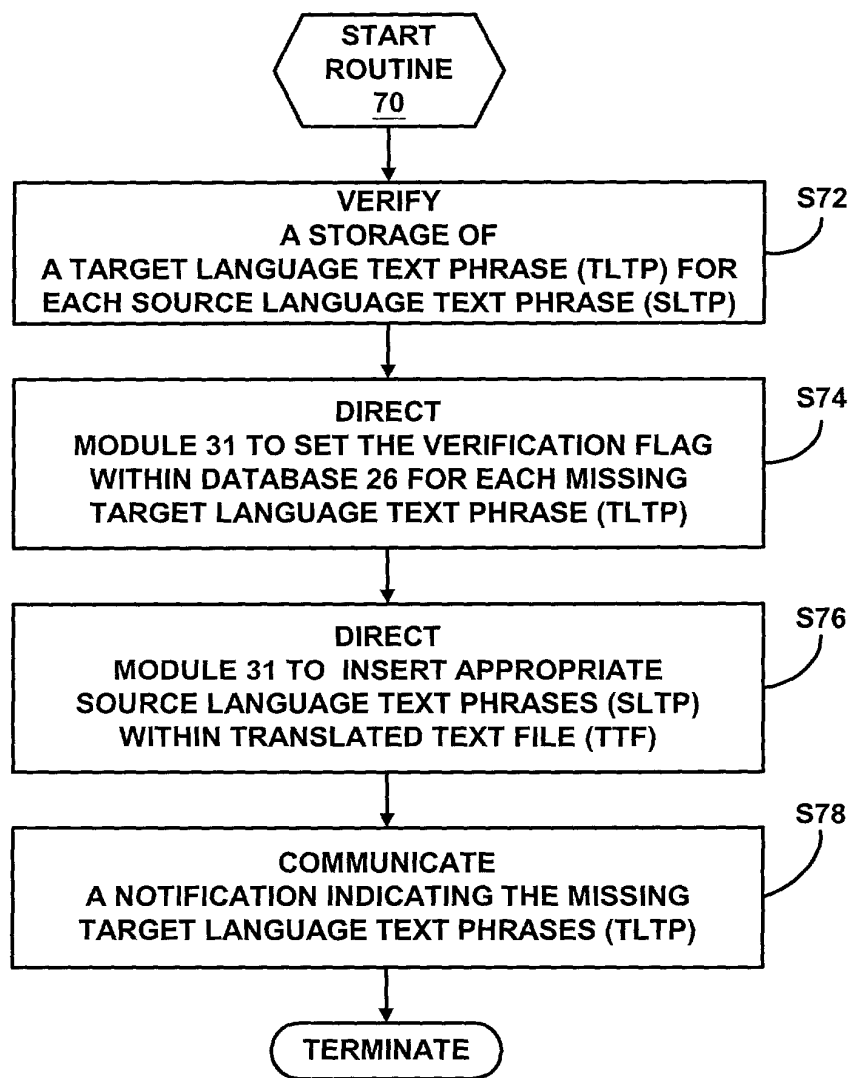 START
ROUTINE
70
VERIFY
A STORAGE OF
A TARGET LANGUAGE TEXT PHRASE (TLTP) FOR
EACH SOURCE LANGUAGE TEXT PHRASE (SLTP)
S72
DIRECT
MODULE 31 TO SET THE VERIFICATION FLAG
WITHIN DATABASE 26 FOR EACH MISSING
TARGET LANGUAGE TEXT PHRASE (TLTP)
S74
DIRECT
MODULE 31 TO INSERT APPROPRIATE
SOURCE LANGUAGE TEXT PHRASES (SLTP)
WITHIN TRANSLATED TEXT FILE (TTF)
S76
COMMUNICATE
A NOTIFICATION INDICATING THE MISSING
TARGET LANGUAGE TEXT PHRASES (TLTP)
S78
TERMINATE